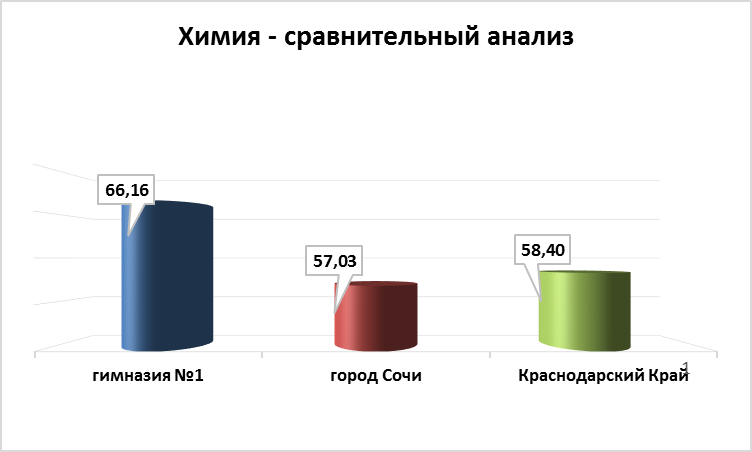 Химия - сравнительный анализ
66,16
57,03
58,40
гимназия №1
город Сочи
Краснодарский Край
1